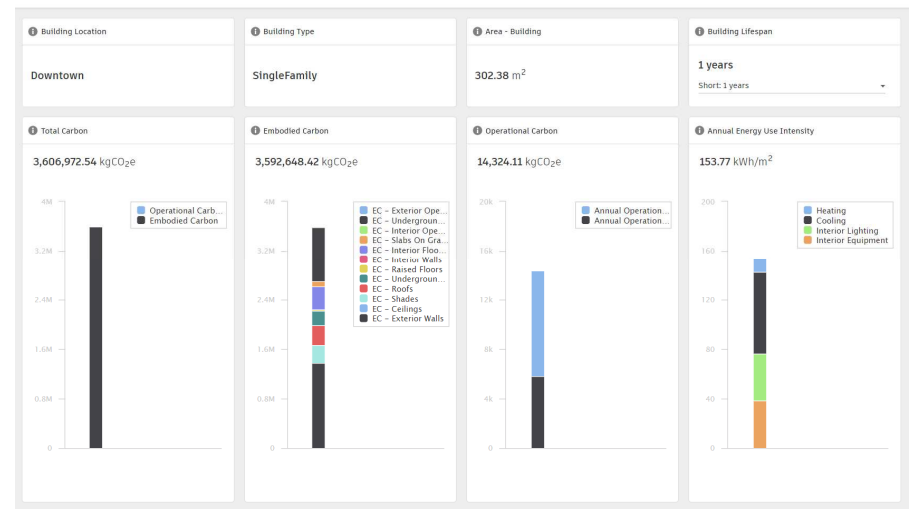 Building Location
Downtown
Building Type
SingleFamily
Area - Building
302.38 m²
Building Lifespan
1 years
Short: 1 years
Total Carbon
3,606,972.54 kgCO₂e
4M
3.2M
2.4M
1.6M
0.8M
0
Operational Carb...
Embodied Carbon
Embodied Carbon
3,592,648.42 kgCO₂e
4M
3.2M
2.4M
1.6M
0.8M
0
EC - Exterior Ope...
EC - Undergroun...
EC - Interior Ope...
EC - Slabs On Gra...
EC - Interior Floo...
EC - Interior Walls
EC - Raised Floors
EC - Undergroun...
EC - Roofs
EC - Shades
EC - Ceilings
EC - Exterior Walls
Operational Carbon
14,324.11 kgCO₂e
20k
16k
12k
8k
4k
0
Annual Operation...
Annual Operation...
Annual Energy Use Intensity
153.77 kWh/m²
200
160
120
80
40
0
Heating
Cooling
Interior Lighting
Interior Equipment